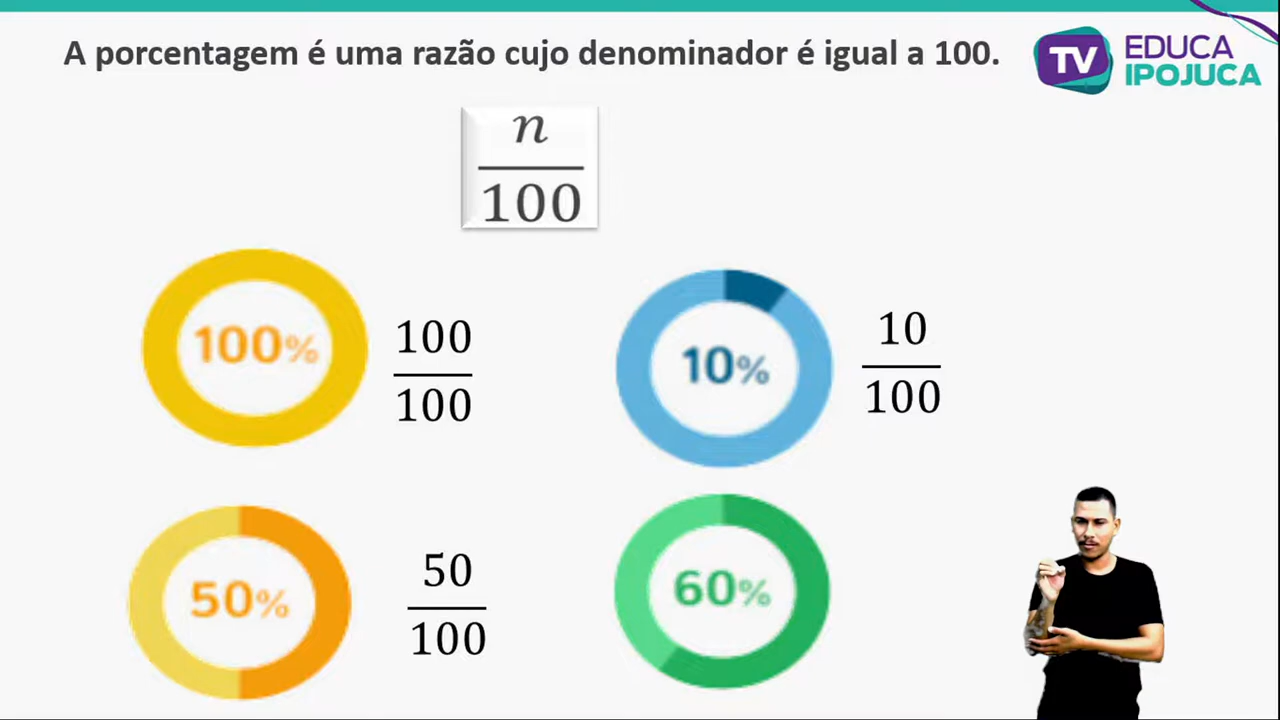 A porcentagem é uma razão cujo denominador é igual a 100.
TV EDUCA
IPOJUCA
n
100
100%
100
100
10%
10
100
50%
50
100
60%